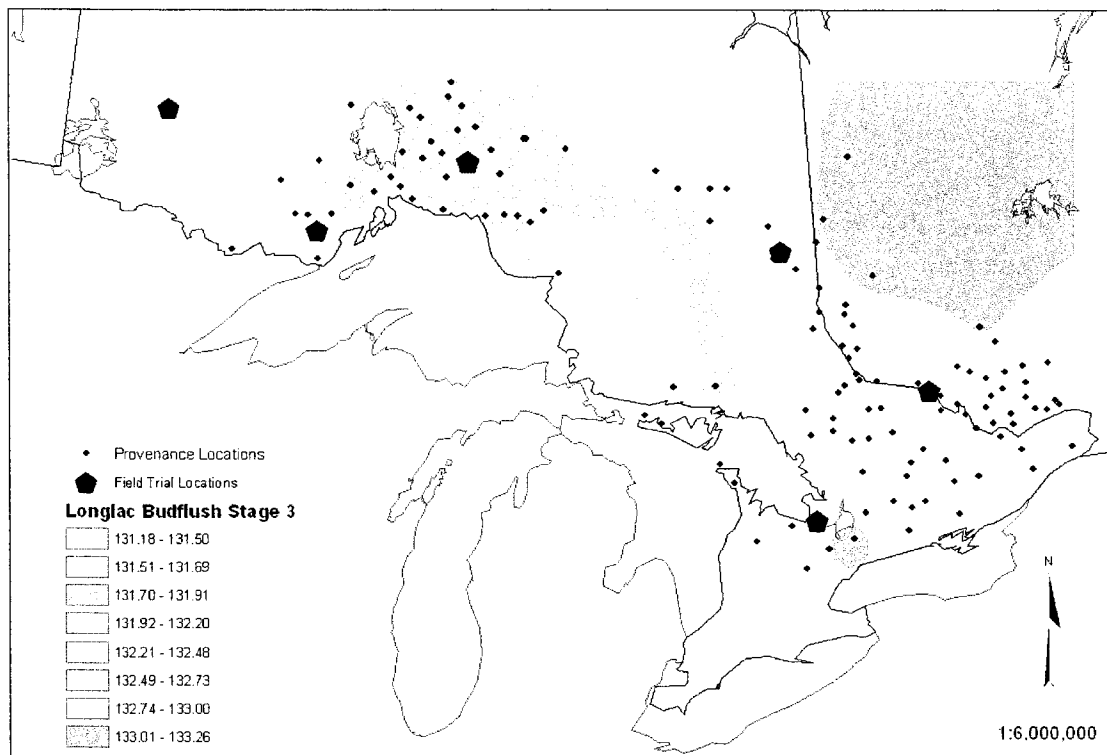 Provenance Locations
Field Trial Locations
Longlac Budflush Stage 3
131.18 - 131.50
131.51 - 131.69
131.70 - 131.91
131.92 - 132.20
132.21 - 132.48
132.49 - 132.73
132.74 - 133.00
133.01 - 133.26
N
1:6,000,000